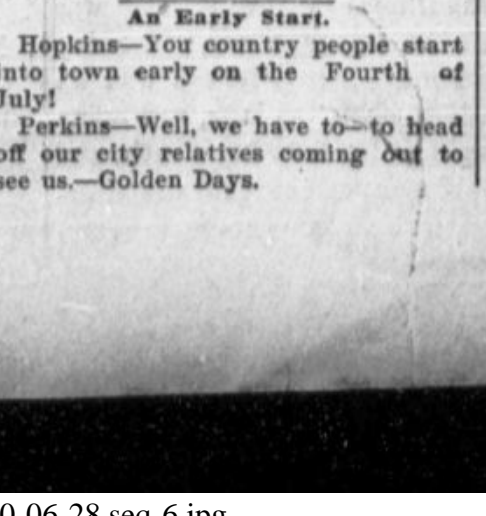 An Early Start.
Hopkins—You country people start
into town early on the Fourth of
July!
Perkins—Well, we have to—to head
off our city relatives coming out to
see us.—Golden Days.
0-06-28 seq-6.jpg